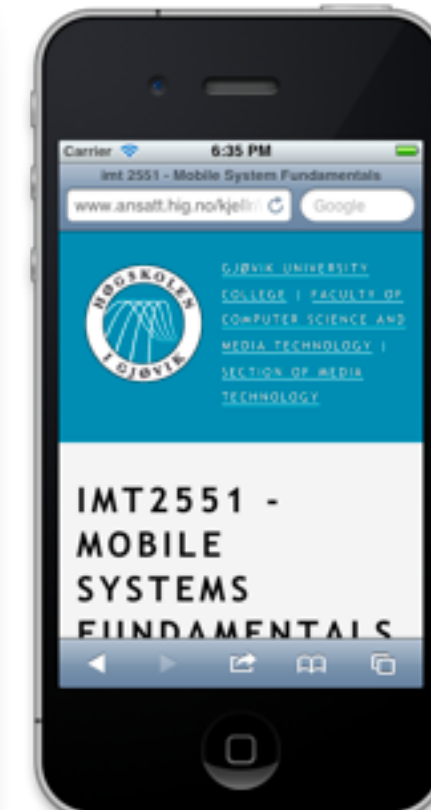 Carrier 6:35 PM
imt 2551 - Mobile System Fundamentals
www.ansatt.hig.no/kjelln Google
HØGSKOLEN
I GJØVIK
GJØVIK UNIVERSITY
COLLEGE | FACULTY OF
COMPUTER SCIENCE AND
MEDIA TECHNOLOGY |
SECTION OF MEDIA
TECHNOLOGY
IMT2551 -
MOBILE
SYSTEMS
FUNDAMENTALS